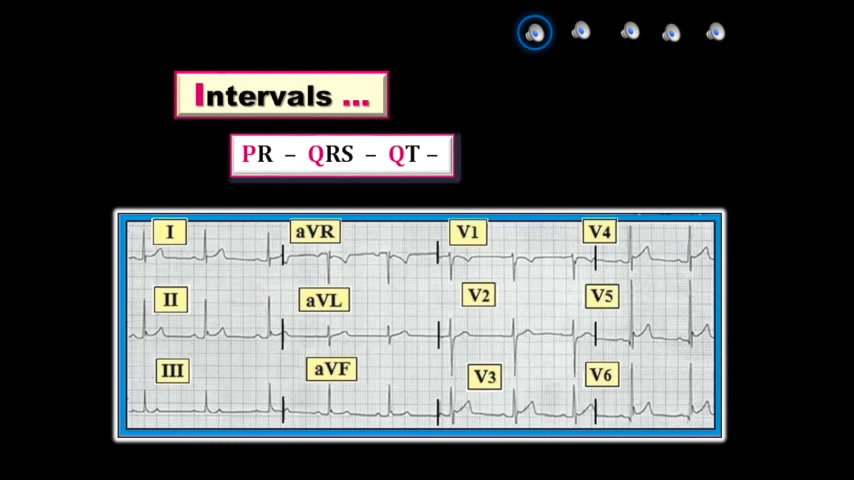 Intervals ...
PR – QRS – QT –
I aVR V1 V4
II aVL V2 V5
III aVF V3 V6